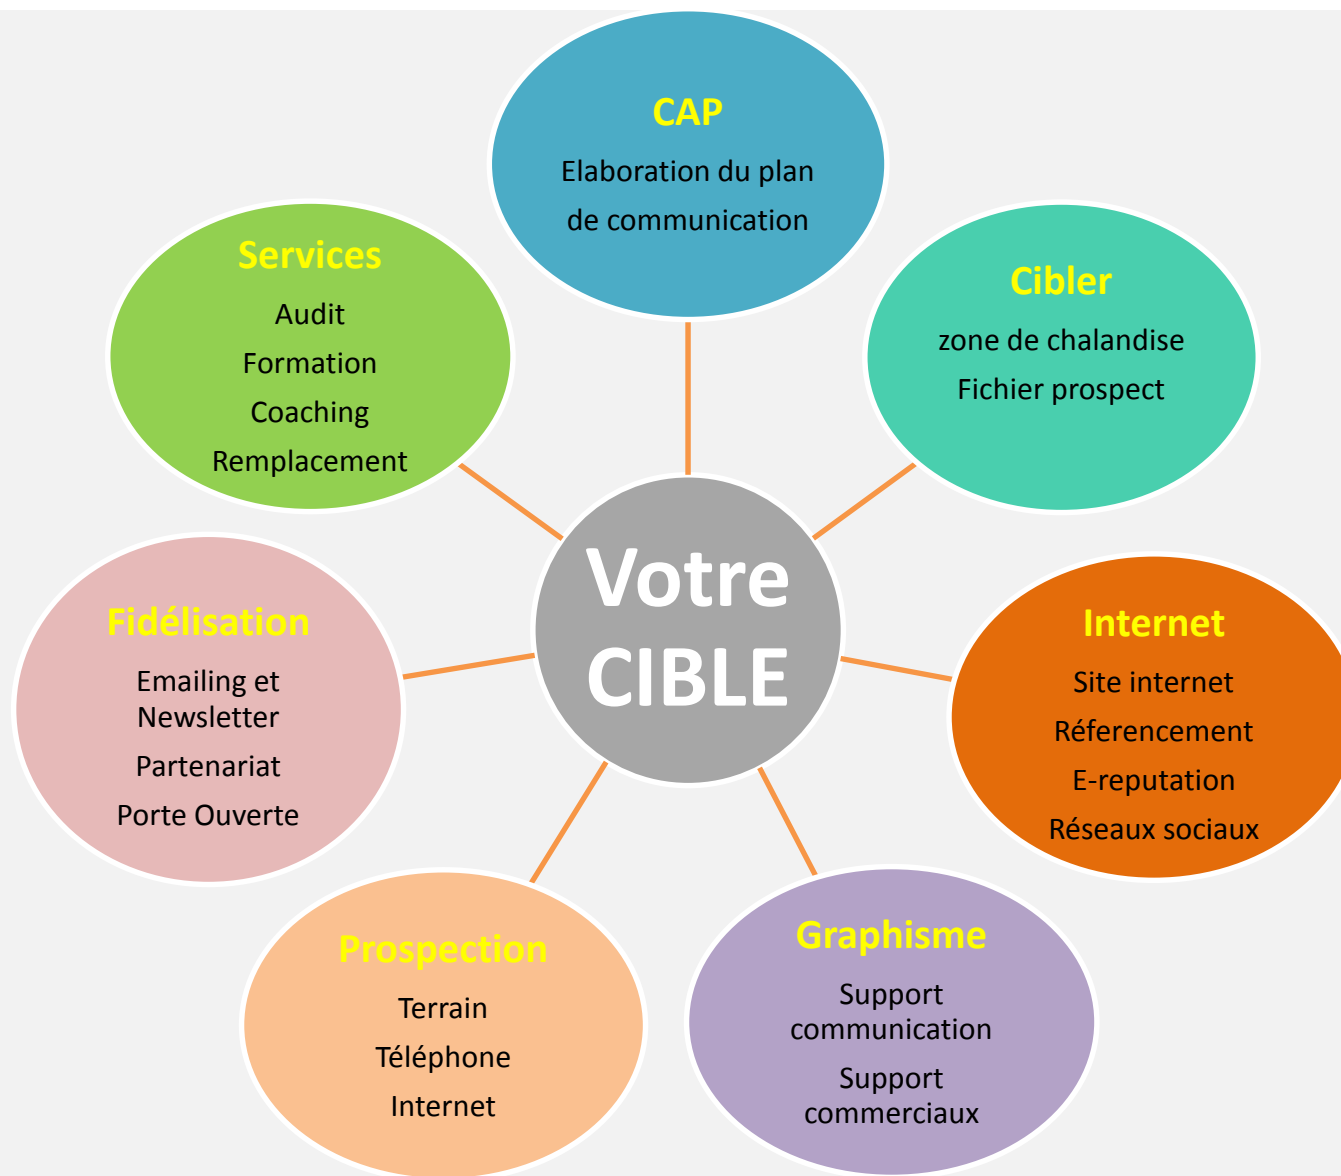 CAP
Elaboration du plan
de communication
Cibler
zone de chalandise
Fichier prospect
Internet
Site internet
Réferencement
E-reputation
Réseaux sociaux
Graphisme
Support
communication
Support
commerciaux
Prospection
Terrain
Téléphone
Internet
Fidélisation
Emailing et
Newsletter
Partenariat
Porte Ouverte
Services
Audit
Formation
Coaching
Remplacement
Votre
CIBLE